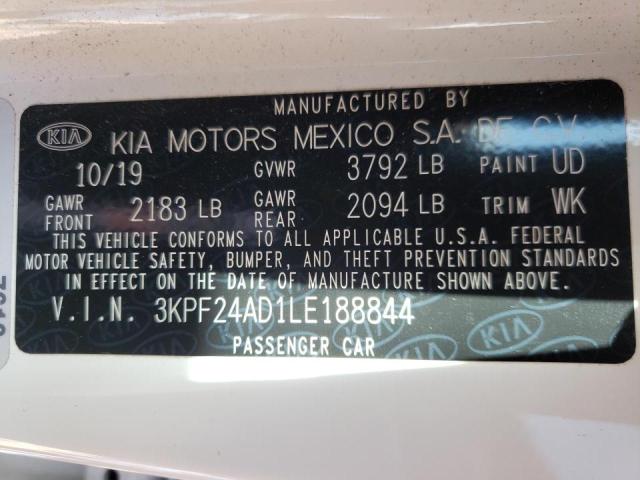 MANUFACTURED BY
KIA KIA MOTORS MEXICO S.A. DE C.V.
10/19 GVWR 3792 LB PAINT UD
GAWR FRONT 2183 LB GAWR REAR 2094 LB TRIM WK
THIS VEHICLE CONFORMS TO ALL APPLICABLE U.S.A. FEDERAL
MOTOR VEHICLE SAFETY, BUMPER, AND THEFT PREVENTION STANDARDS
IN EFFECT ON THE DATE OF MANUFACTURE SHOWN ABOVE.
V.I.N. 3KPF24AD1LE188844
PASSENGER CAR